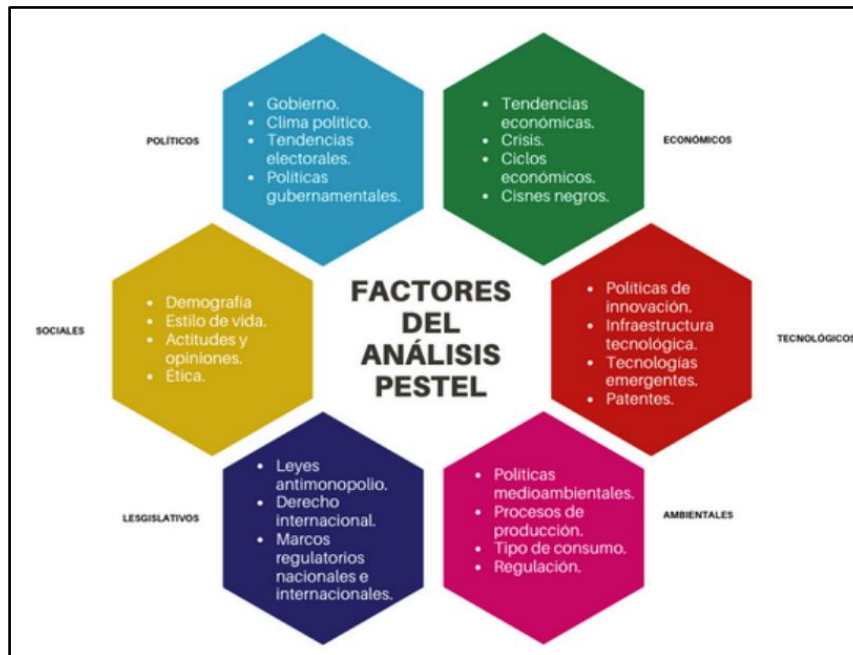 POLÍTICOS
• Gobierno.
• Clima político.
• Tendencias
electorales.
• Políticas
gubernamentales.
• Tendencias
económicas.
• Crisis.
• Ciclos
económicos.
• Cisnes negros.
ECONÓMICOS
SOCIALES
• Demografía
• Estilo de vida.
• Actitudes y
opiniones.
• Ética.
FACTORES
DEL
ANÁLISIS
PESTEL
• Políticas de
innovación.
• Infraestructura
tecnológica.
• Tecnologías
emergentes.
• Patentes.
TECNOLÓGICOS
LESGISLATIVOS
• Leyes
antimonopolio.
• Derecho
internacional.
• Marcos
regulatorios
nacionales e
internacionales.
• Políticas
medioambientales.
• Procesos de
producción.
• Tipo de consumo.
• Regulación.
AMBIENTALES